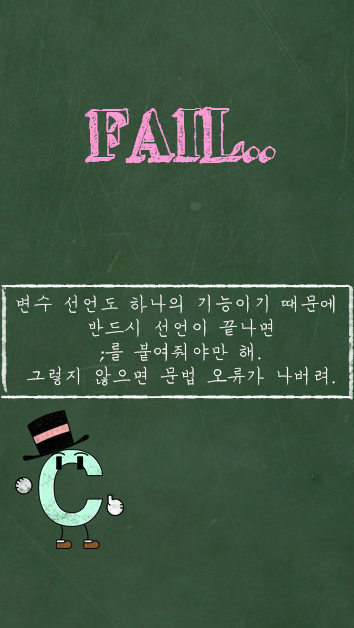 FAIL...
변수 선언도 하나의 기능이기 때문에
반드시 선언이 끝나면
;를 붙여줘야만 해.
그렇지 않으면 문법 오류가 나버려.
C